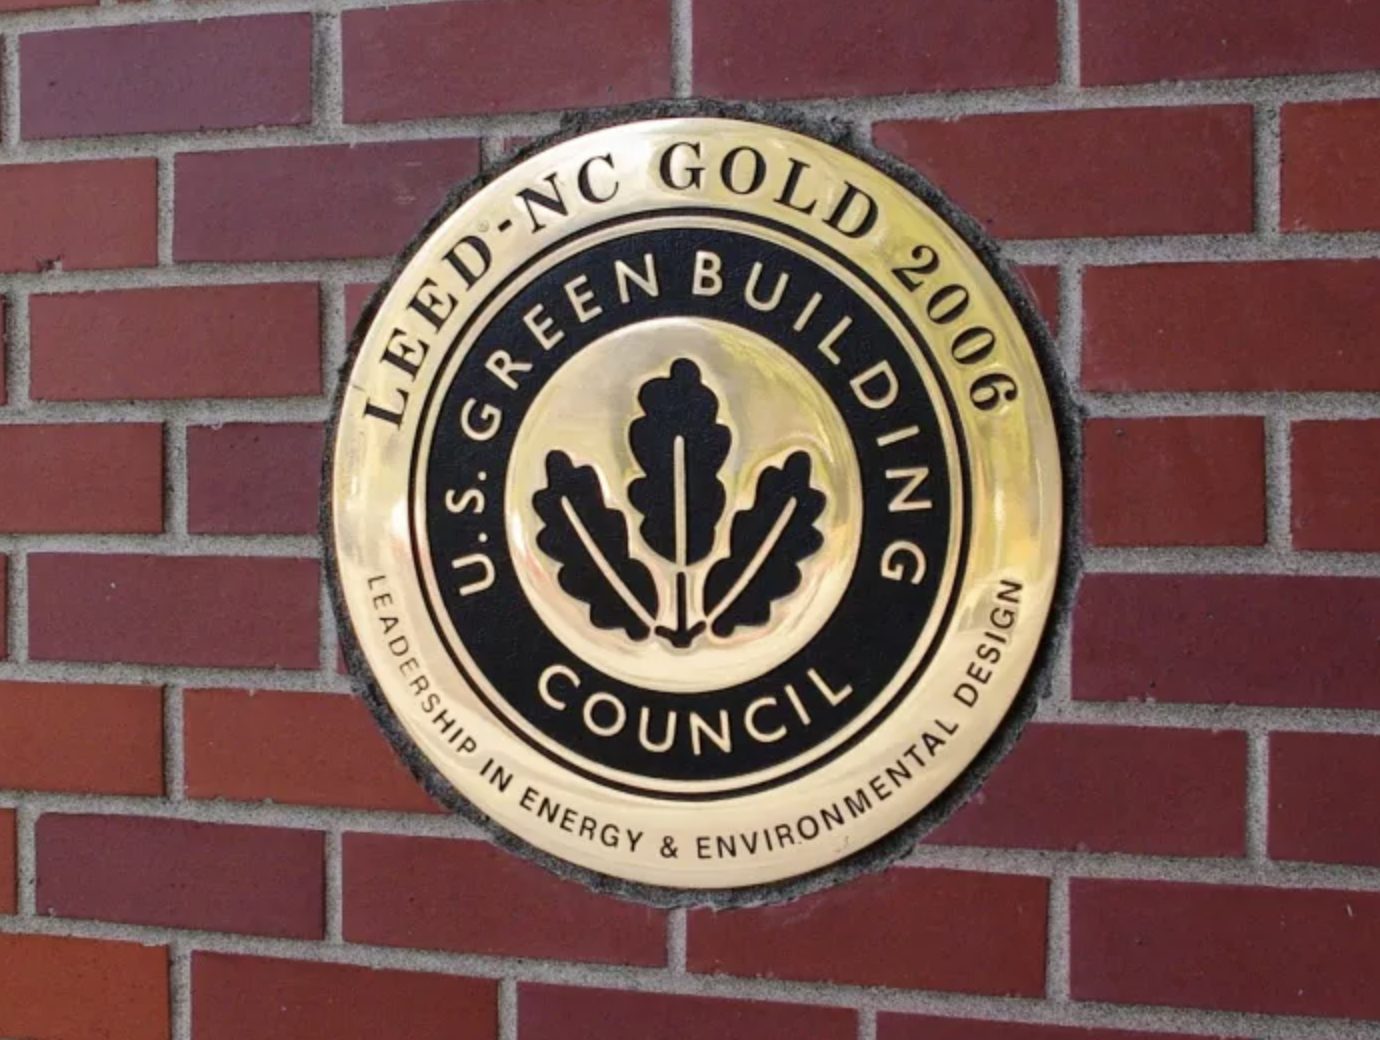 LEED®-NC GOLD 2006
U.S. GREEN BUILDING
COUNCIL
LEADERSHIP IN ENERGY & ENVIRONMENTAL DESIGN